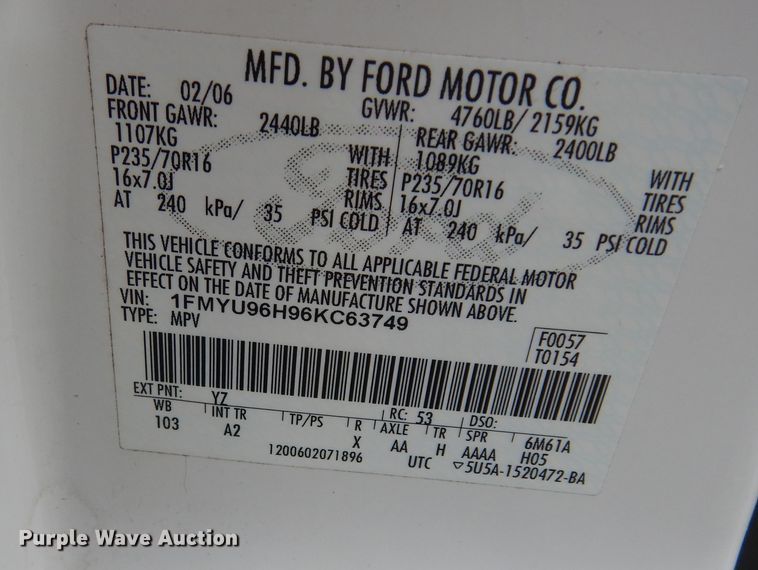 MFD. BY FORD MOTOR CO.
DATE: 02/06 GVWR: 4760LB/ 2159KG
FRONT GAWR: 2440LB REAR GAWR: 2400LB
1107KG WITH 1089KG WITH
P235/70R16 TIRES P235/70R16 TIRES
16x7.0J RIMS 16x7.0J RIMS
AT 240 kPa/ 35 PSI COLD AT 240 kPa/ 35 PSI COLD
Ford
THIS VEHICLE CONFORMS TO ALL APPLICABLE FEDERAL MOTOR
VEHICLE SAFETY AND THEFT PREVENTION STANDARDS IN
EFFECT ON THE DATE OF MANUFACTURE SHOWN ABOVE.
VIN: 1FMYU96H96KC63749
TYPE: MPV
F0057
T0154
EXT PNT: YZ RC: 53 DSO:
WB INT TR TP/PS R AXLE TR SPR 6M61A
103 A2 X AA H AAAA H05
1200602071896 UTC ▽5U5A-1520472-BA
Purple Wave Auction